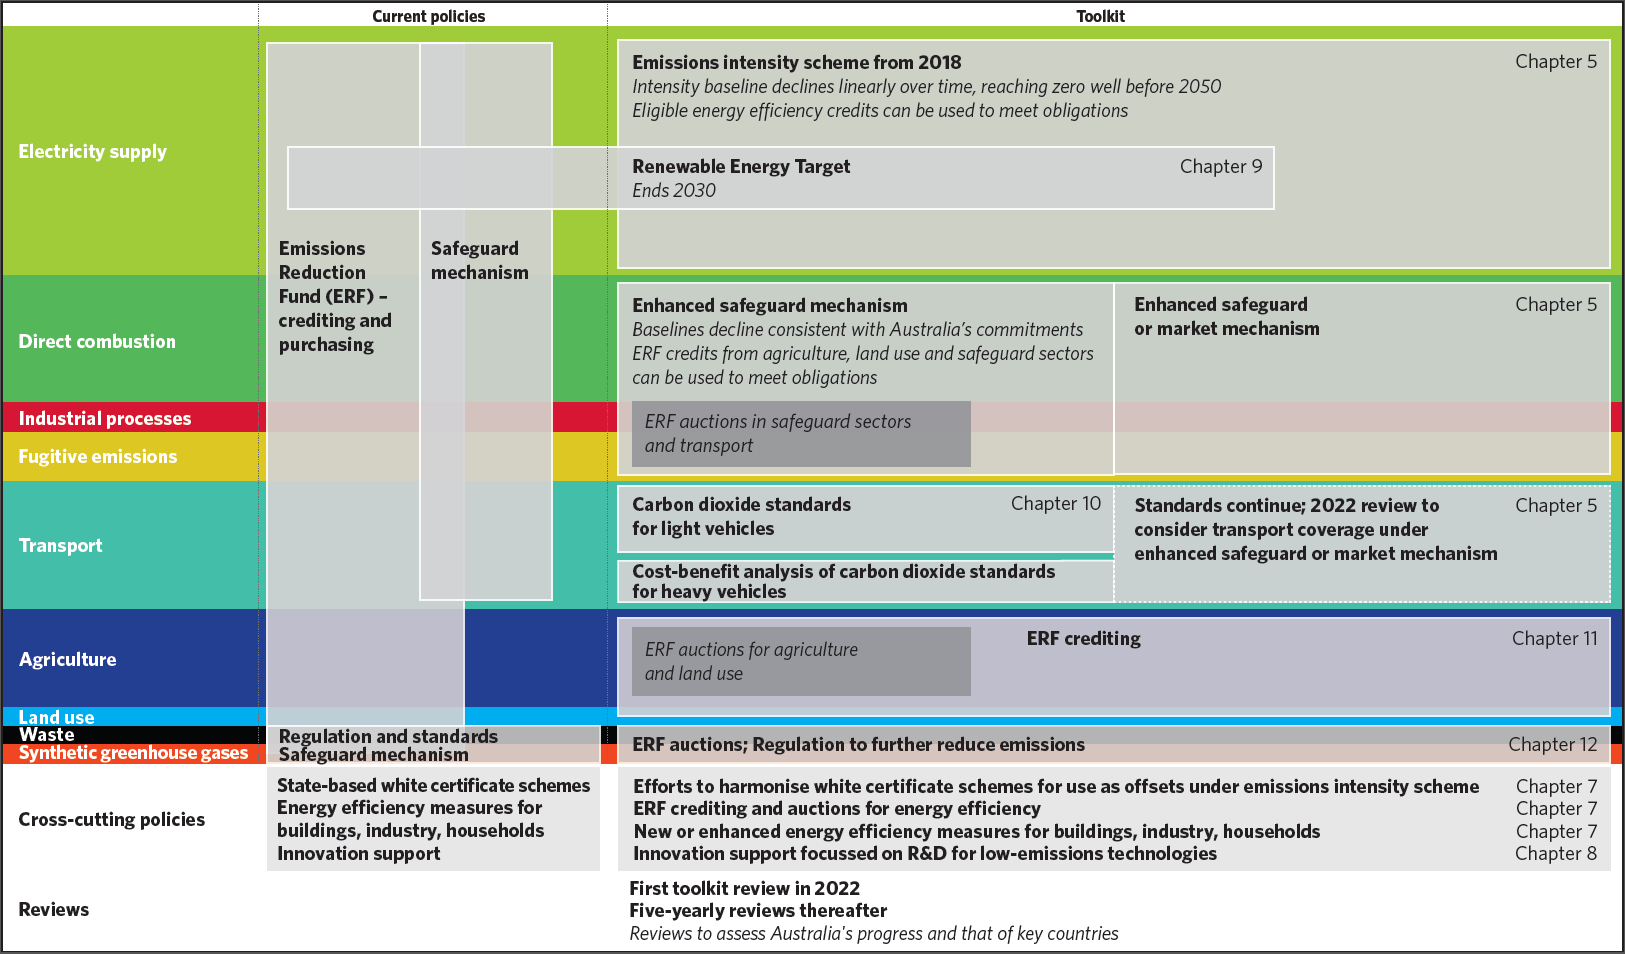 Current policies
Toolkit
Electricity supply
Emissions intensity scheme from 2018
Chapter 5
Intensity baseline declines linearly over time, reaching zero well before 2050
Eligible energy efficiency credits can be used to meet obligations
Renewable Energy Target
Chapter 9
Ends 2030
Emissions
Reduction
Fund (ERF) –
crediting and
purchasing
Safeguard
mechanism
Direct combustion
Enhanced safeguard mechanism
Baselines decline consistent with Australia’s commitments
ERF credits from agriculture, land use and safeguard sectors
can be used to meet obligations
Enhanced safeguard
or market mechanism
Chapter 5
Industrial processes
ERF auctions in safeguard sectors
and transport
Fugitive emissions
Transport
Carbon dioxide standards
for light vehicles
Chapter 10
Cost-benefit analysis of carbon dioxide standards
for heavy vehicles
Standards continue; 2022 review to
consider transport coverage under
enhanced safeguard or market mechanism
Chapter 5
Agriculture
ERF auctions for agriculture
and land use
ERF crediting
Chapter 11
Land use
Waste
Synthetic greenhouse gases
Regulation and standards
Safeguard mechanism
ERF auctions; Regulation to further reduce emissions
Chapter 12
Cross-cutting policies
State-based white certificate schemes
Energy efficiency measures for
buildings, industry, households
Innovation support
Efforts to harmonise white certificate schemes for use as offsets under emissions intensity scheme
Chapter 7
ERF crediting and auctions for energy efficiency
Chapter 7
New or enhanced energy efficiency measures for buildings, industry, households
Chapter 7
Innovation support focussed on R&D for low-emissions technologies
Chapter 8
Reviews
First toolkit review in 2022
Five-yearly reviews thereafter
Reviews to assess Australia's progress and that of key countries